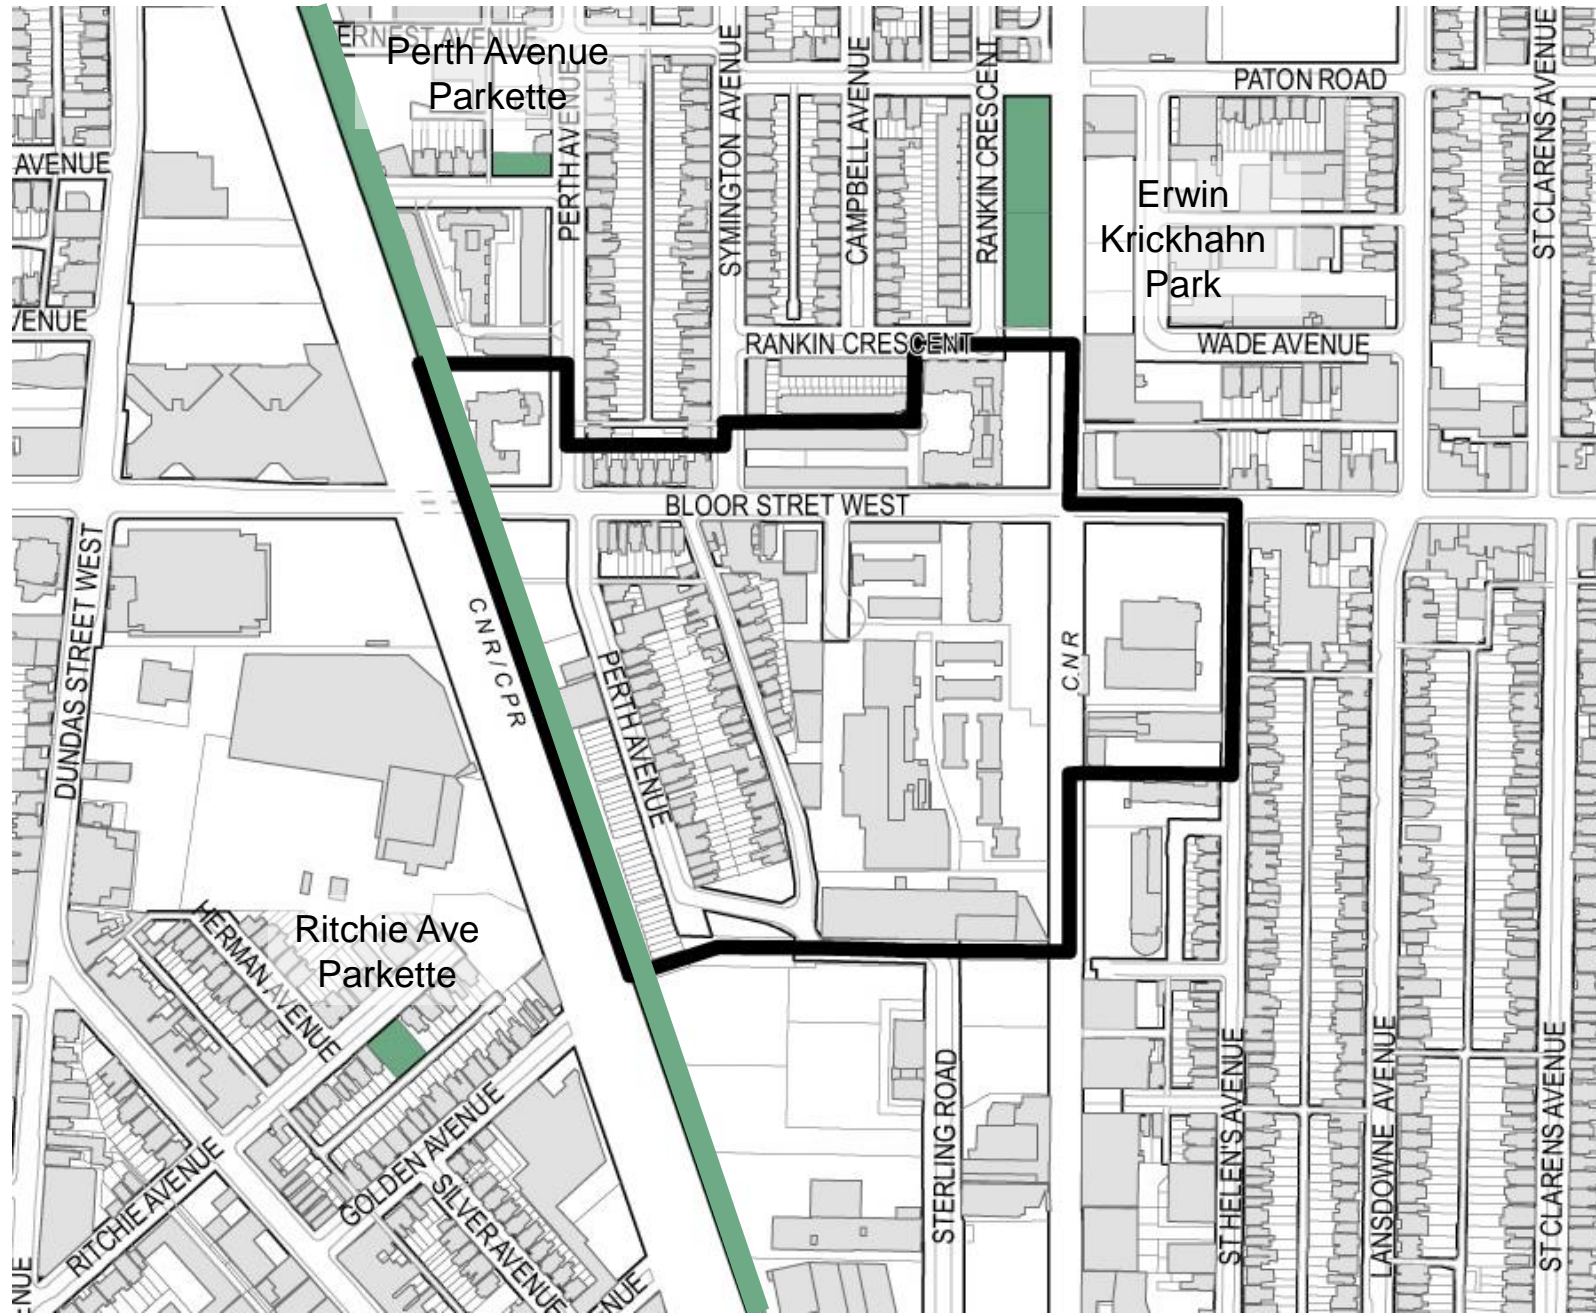 ERNEST AVENUE
Perth Avenue
Parkette
PERTH AVENUE
SYMINGTON AVENUE
CAMPBELL AVENUE
RANKIN CRESCENT
PATON ROAD
ST CLARENS AVENUE
AVENUE
Erwin
Krickhahn
Park
VENUE
RANKIN CRESCENT
WADE AVENUE
BLOOR STRET WEST
DUNDAS STREET WEST
CNR/CPR
PERTH AVENUE
CNR
HERMAN AVENUE
Ritchie Ave
Parkette
RITCHIE AVENUE
GOLDEN AVENUE
SILVER AVENUE
STERLING ROAD
ST HELEN'S AVENUE
LANSDOWNE AVENUE
ST CLARENS AVENUE
ENUE
ENUE